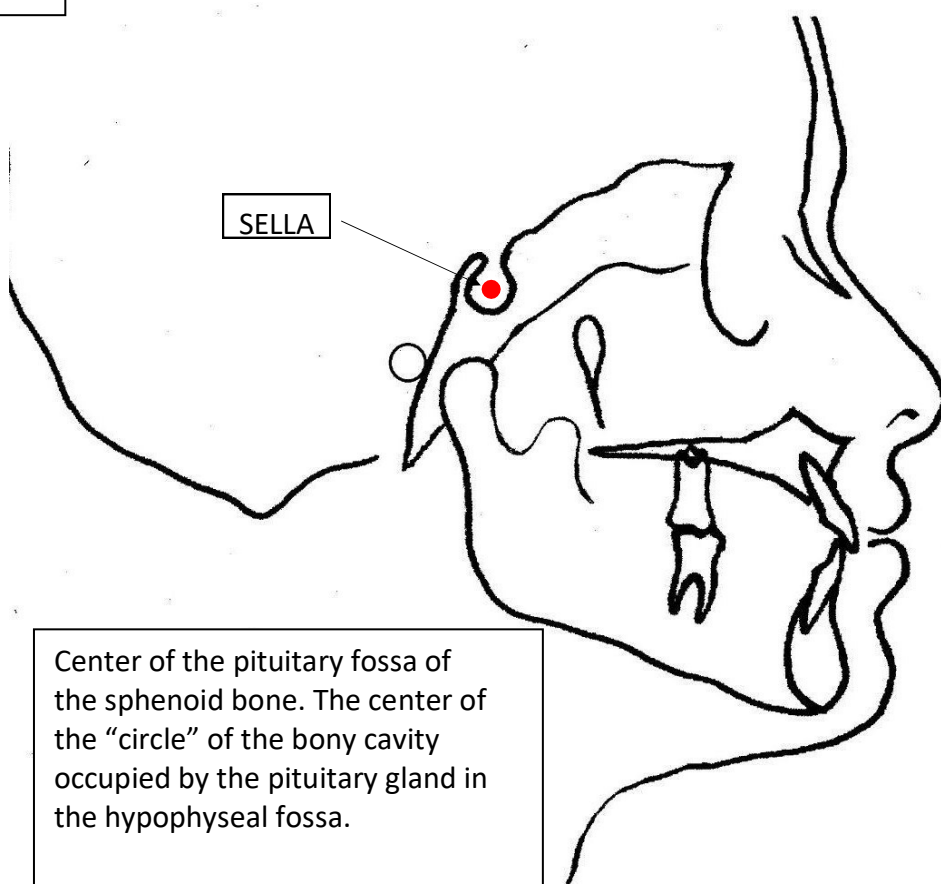 SELLA
Center of the pituitary fossa of
the sphenoid bone. The center of
the “circle” of the bony cavity
occupied by the pituitary gland in
the hypophyseal fossa.